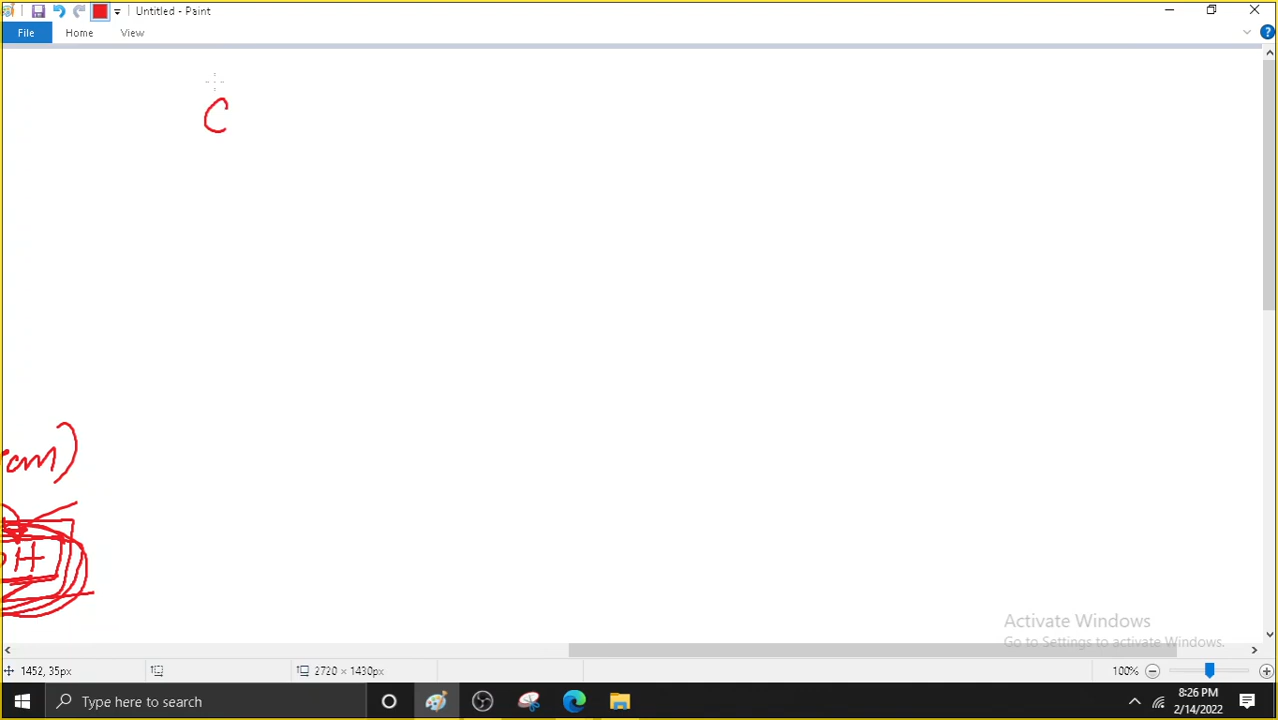 Untitled - Paint
File Home View
C
am)
H
Activate Windows
Go to Settings to activate Windows.
1452, 35px 2720 × 1430px 100%
Type here to search
8:26 PM
2/14/2022